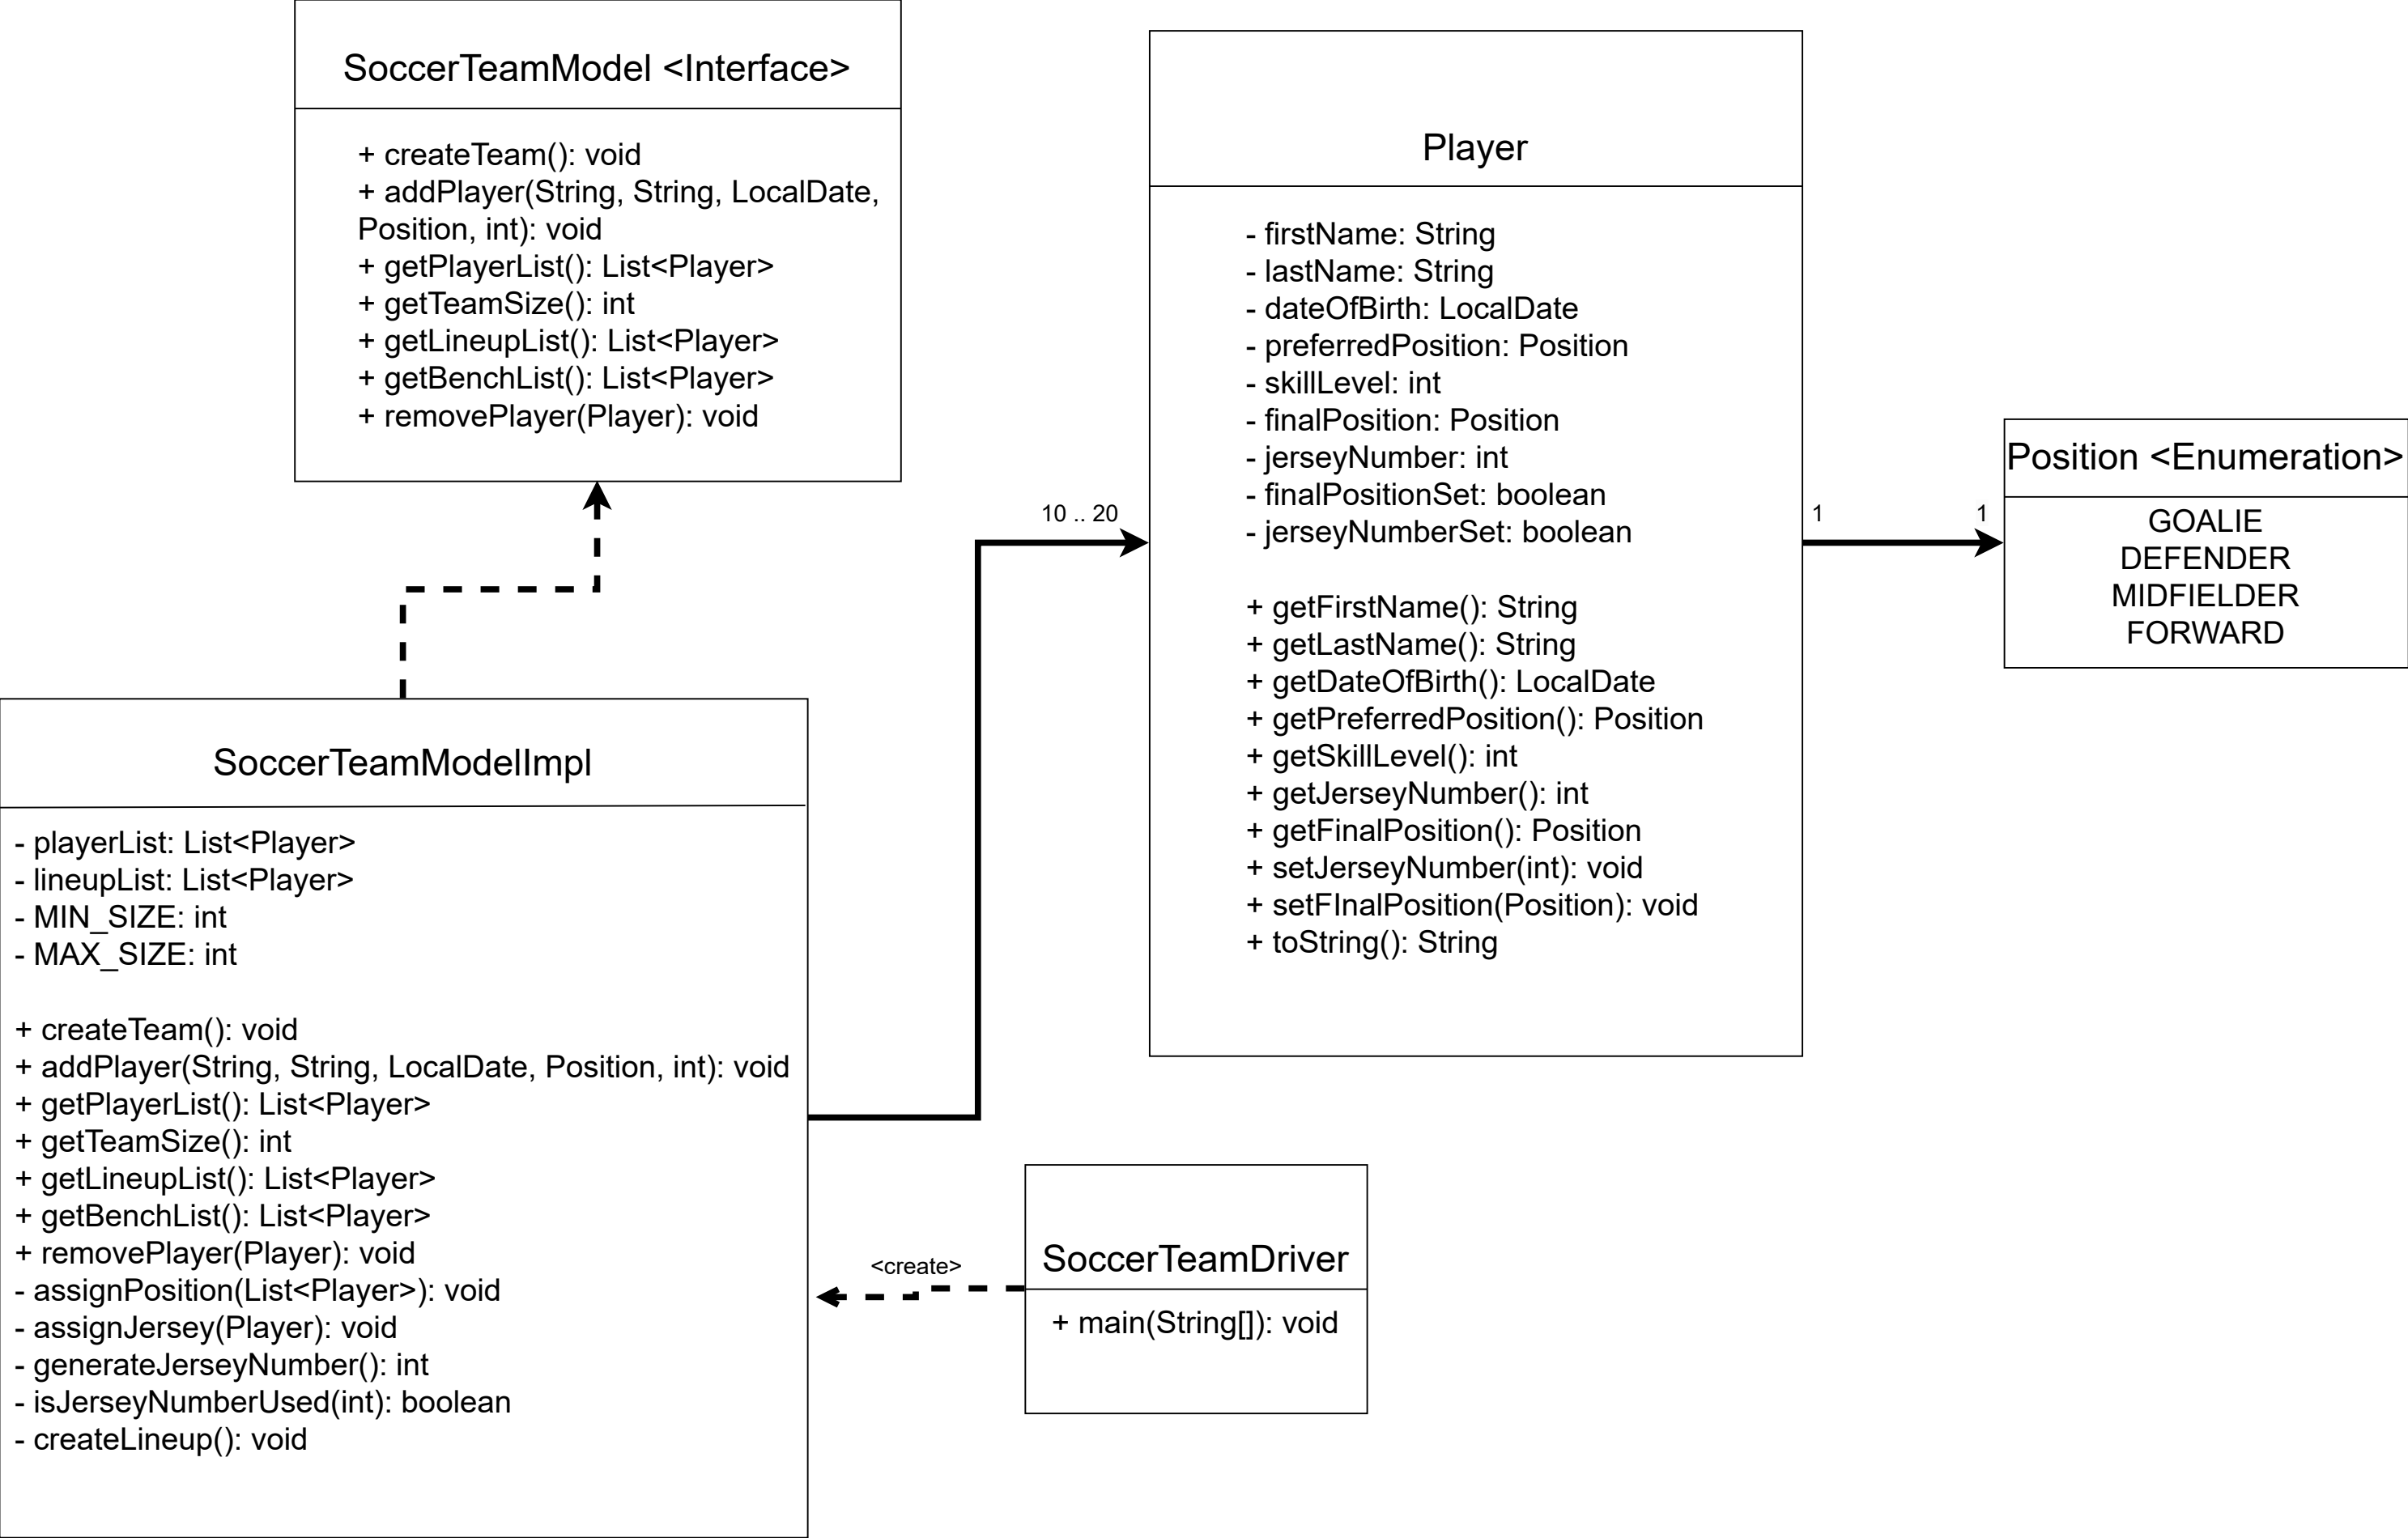 SoccerTeamModel <Interface>
+ createTeam(): void
+ addPlayer(String, String, LocalDate,
Position, int): void
+ getPlayerList(): List<Player>
+ getTeamSize(): int
+ getLineupList(): List<Player>
+ getBenchList(): List<Player>
+ removePlayer(Player): void
Player
- firstName: String
- lastName: String
- dateOfBirth: LocalDate
- preferredPosition: Position
- skillLevel: int
- finalPosition: Position
- jerseyNumber: int
- finalPositionSet: boolean
- jerseyNumberSet: boolean
+ getFirstName(): String
+ getLastName(): String
+ getDateOfBirth(): LocalDate
+ getPreferredPosition(): Position
+ getSkillLevel(): int
+ getJerseyNumber(): int
+ getFinalPosition(): Position
+ setJerseyNumber(int): void
+ setFInalPosition(Position): void
+ toString(): String
10 .. 20
1
1
Position <Enumeration>
GOALIE
DEFENDER
MIDFIELDER
FORWARD
SoccerTeamModelImpl
- playerList: List<Player>
- lineupList: List<Player>
- MIN_SIZE: int
- MAX_SIZE: int
+ createTeam(): void
+ addPlayer(String, String, LocalDate, Position, int): void
+ getPlayerList(): List<Player>
+ getTeamSize(): int
+ getLineupList(): List<Player>
+ getBenchList(): List<Player>
+ removePlayer(Player): void
- assignPosition(List<Player>): void
- assignJersey(Player): void
- generateJerseyNumber(): int
- isJerseyNumberUsed(int): boolean
- createLineup(): void
<create>
SoccerTeamDriver
+ main(String[]): void